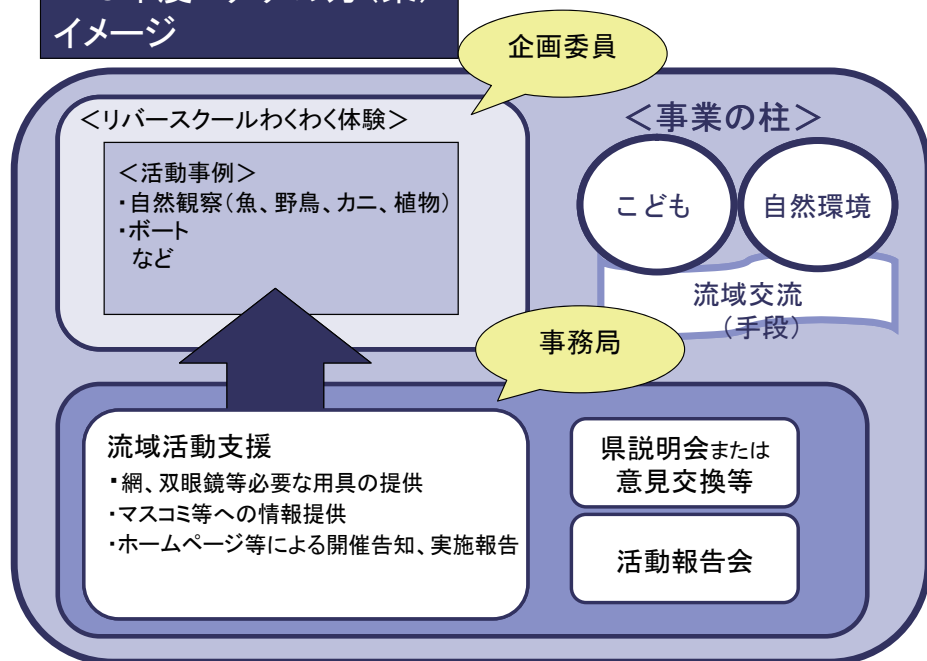 イメージ
企画委員
＜リバースクールわくわく体験＞
＜活動事例＞
・自然観察(魚、野鳥、カニ、植物)
・ボート
など
＜事業の柱＞
こども
自然環境
流域交流
(手段)
事務局
流域活動支援
・網、双眼鏡等必要な用具の提供
・マスコミ等への情報提供
・ホームページ等による開催告知、実施報告
県説明会または
意見交換等
活動報告会